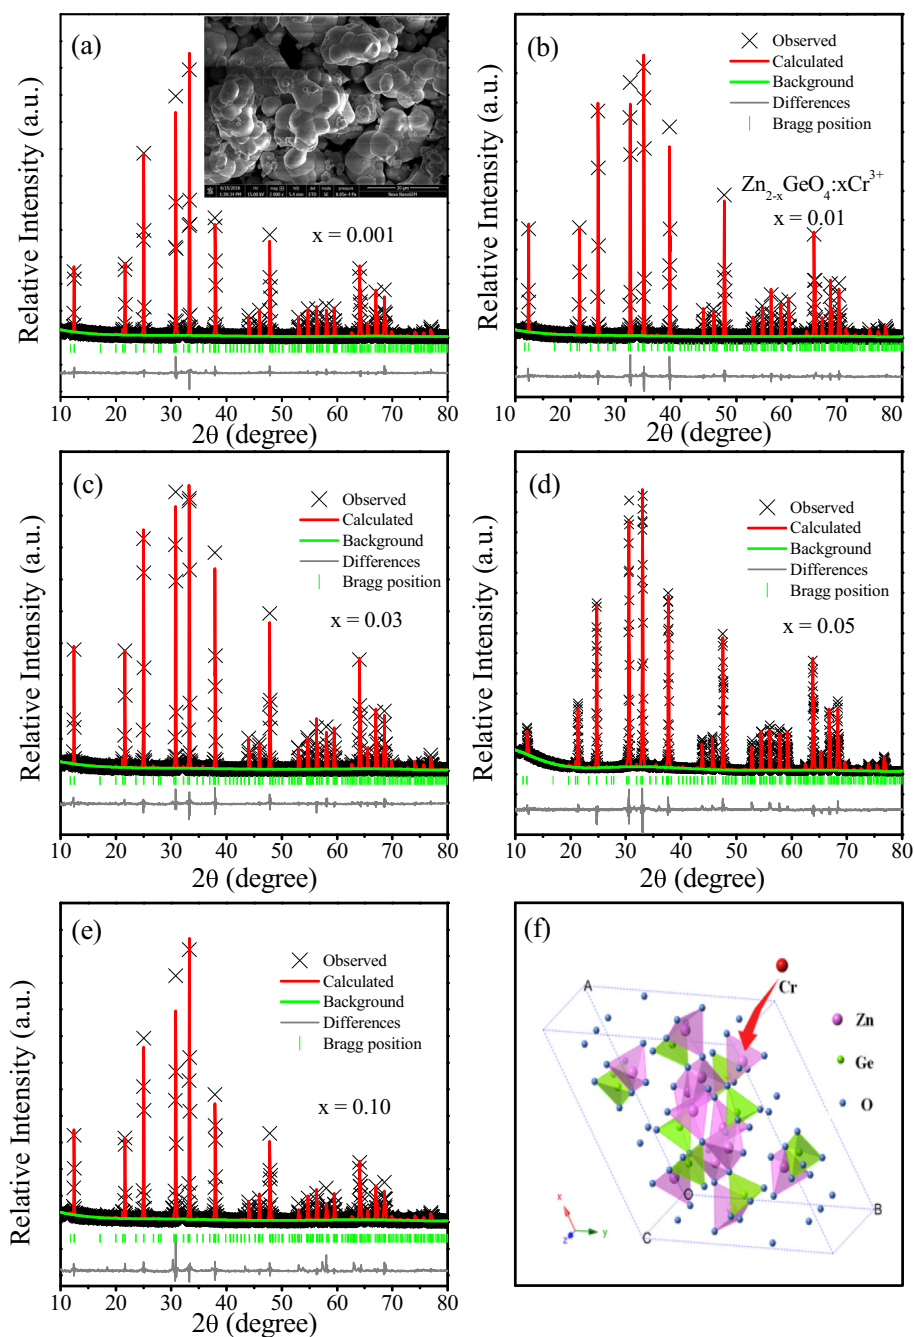 (a)
Relative Intensity (a.u.)
x = 0.001
10 20 30 40 50 60 70 80
2θ (degree)
(b)
Relative Intensity (a.u.)
Observed
Calculated
Background
Differences
Bragg position
Zn2-xGeO4:xCr3+
x = 0.01
10 20 30 40 50 60 70 80
2θ (degree)
(c)
Relative Intensity (a.u.)
Observed
Calculated
Background
Differences
Bragg position
x = 0.03
10 20 30 40 50 60 70 80
2θ (degree)
(d)
Relative Intensity (a.u.)
Observed
Calculated
Background
Differences
Bragg position
x = 0.05
10 20 30 40 50 60 70 80
2θ (degree)
(e)
Relative Intensity (a.u.)
Observed
Calculated
Background
Differences
Bragg position
x = 0.10
10 20 30 40 50 60 70 80
2θ (degree)
(f)
A
Cr
Zn
Ge
O
O
B
C
x
y
z